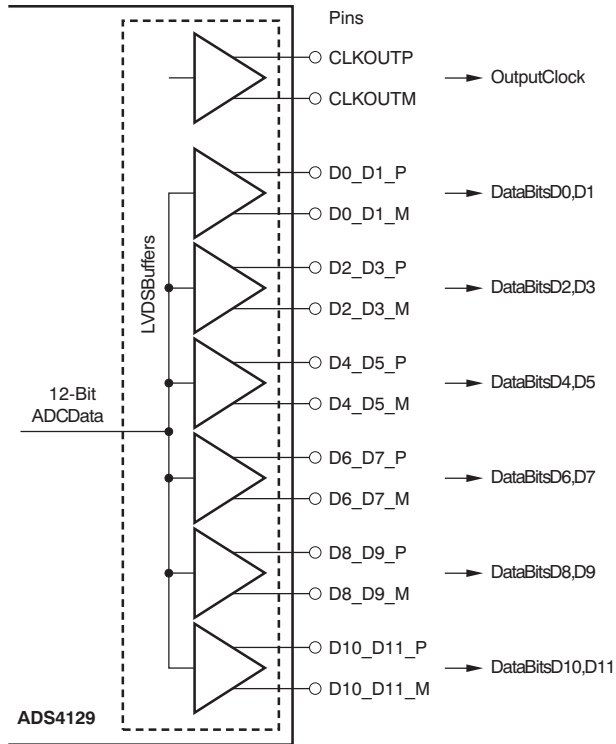 Pins
CLKOUTP
OutputClock
CLKOUTM
D0_D1_P
DataBitsD0,D1
D0_D1_M
LVDSBuffers
D2_D3_P
DataBitsD2,D3
D2_D3_M
12-Bit
ADCData
D4_D5_P
DataBitsD4,D5
D4_D5_M
D6_D7_P
DataBitsD6,D7
D6_D7_M
D8_D9_P
DataBitsD8,D9
D8_D9_M
D10_D11_P
DataBitsD10,D11
D10_D11_M
ADS4129